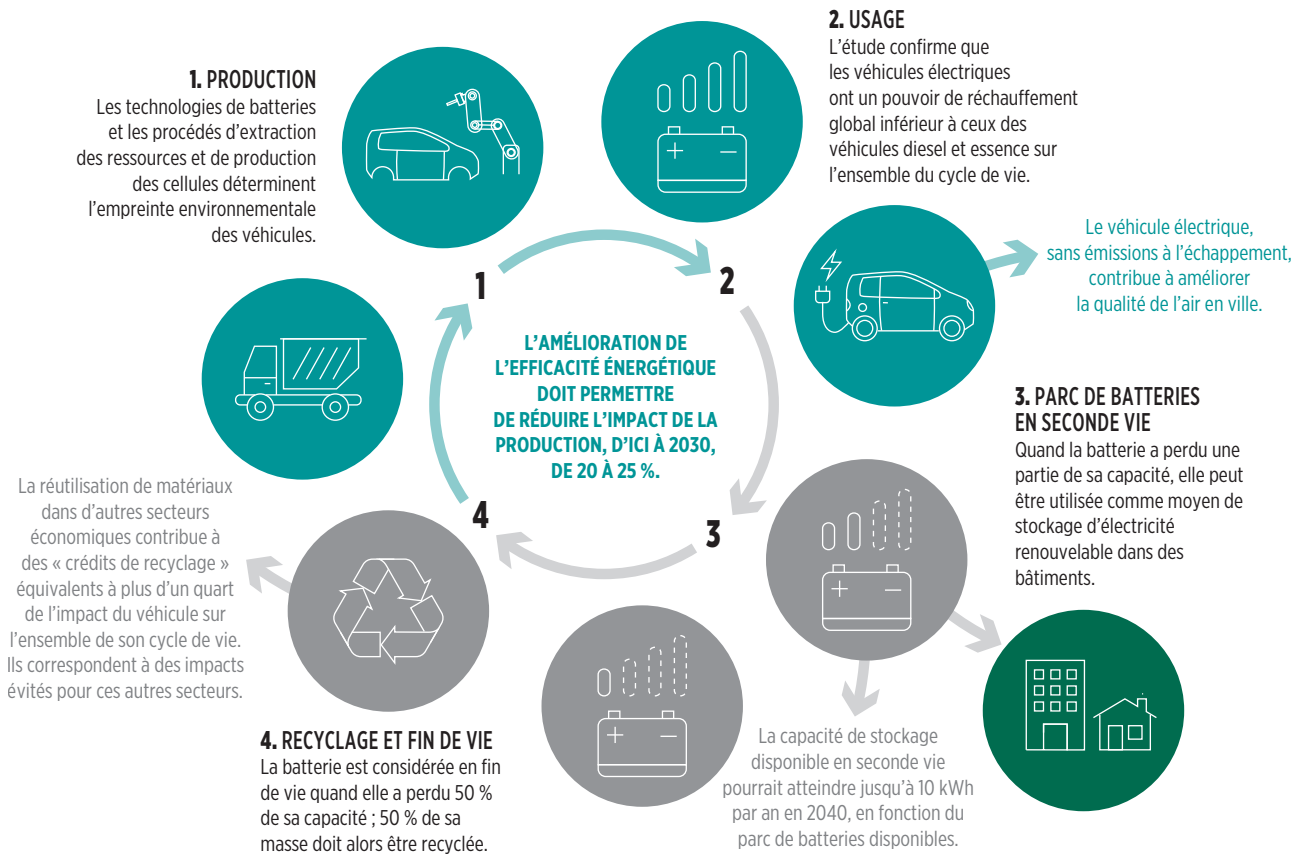 1. PRODUCTION
Les technologies de batteries
et les procédés d'extraction
des ressources et de production
des cellules déterminent
l'empreinte environnementale
des véhicules.
2. USAGE
L'étude confirme que
les véhicules électriques
ont un pouvoir de réchauffement
global inférieur à ceux des
véhicules diesel et essence sur
l'ensemble du cycle de vie.
Le véhicule électrique,
sans émissions à l'échappement,
contribue à améliorer
la qualité de l'air en ville.
1
2
L'AMÉLIORATION DE
L'EFFICACITÉ ÉNERGÉTIQUE
DOIT PERMETTRE
DE RÉDUIRE L'IMPACT DE LA
PRODUCTION, D'ICI À 2030,
DE 20 À 25 %.
4
3
3. PARC DE BATTERIES
EN SECONDE VIE
Quand la batterie a perdu une
partie de sa capacité, elle peut
être utilisée comme moyen de
stockage d'électricité
renouvelable dans des
bâtiments.
La réutilisation de matériaux
dans d'autres secteurs
économiques contribue à
des « crédits de recyclage »
équivalents à plus d'un quart
de l'impact du véhicule sur
l'ensemble de son cycle de vie.
Ils correspondent à des impacts
évités pour ces autres secteurs.
4. RECYCLAGE ET FIN DE VIE
La batterie est considérée en fin
de vie quand elle a perdu 50 %
de sa capacité ; 50 % de sa
masse doit alors être recyclée.
La capacité de stockage
disponible en seconde vie
pourrait atteindre jusqu'à 10 kWh
par an en 2040, en fonction du
parc de batteries disponibles.